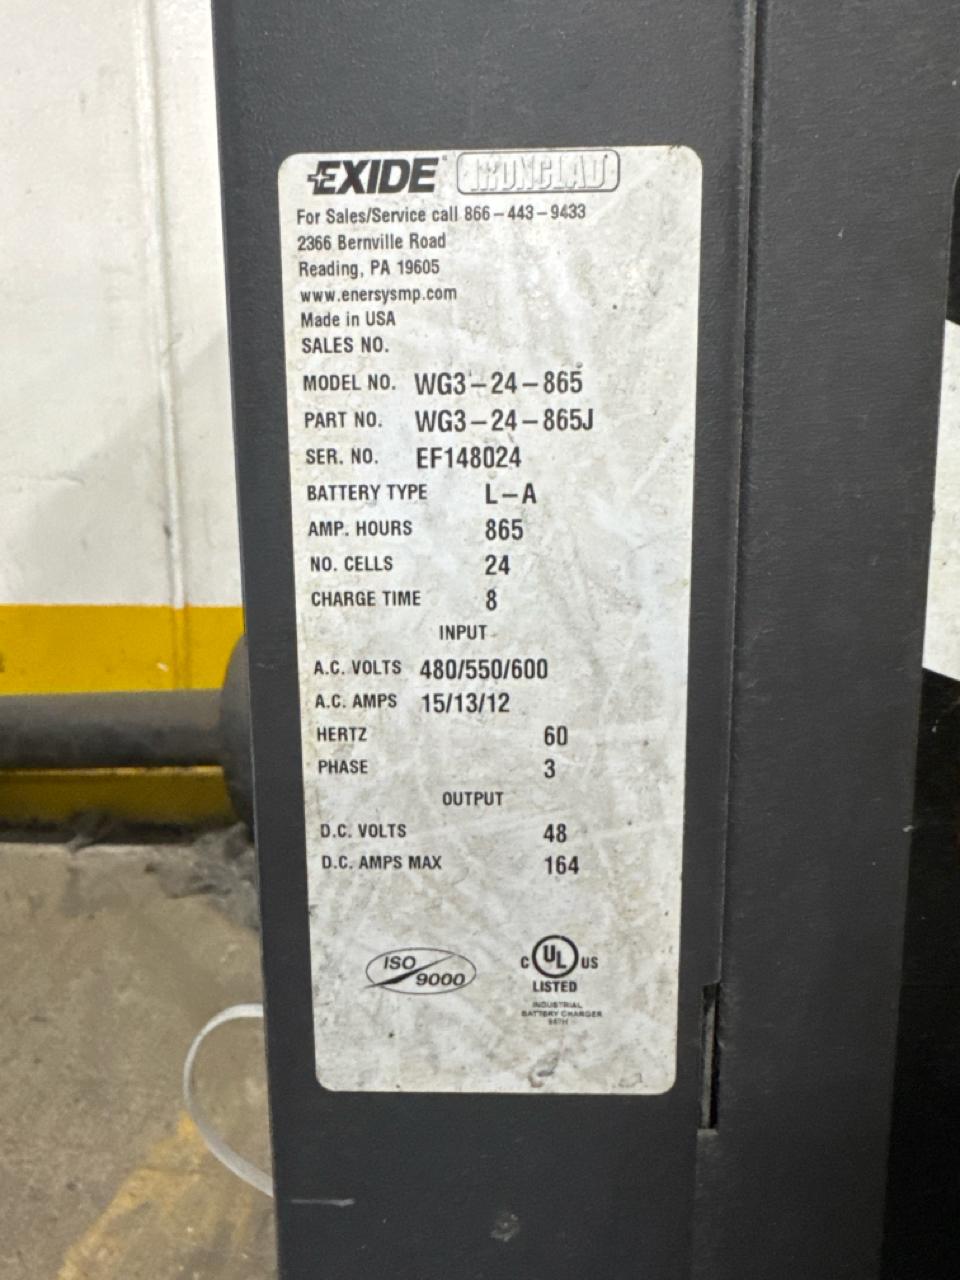 EXIDE IRONCLAD
For Sales/Service call 866-443-9433
2366 Bernville Road
Reading, PA 19605
www.enersysmp.com
Made in USA
SALES NO.
MODEL NO. WG3-24-865
PART NO. WG3-24-865J
SER. NO. EF148024
BATTERY TYPE L-A
AMP. HOURS 865
NO. CELLS 24
CHARGE TIME 8
INPUT
A.C. VOLTS 480/550/600
A.C. AMPS 15/13/12
HERTZ 60
PHASE 3
OUTPUT
D.C. VOLTS 48
D.C. AMPS MAX 164
ISO 9000
C UL US
LISTED
INDUSTRIAL
BATTERY CHARGER